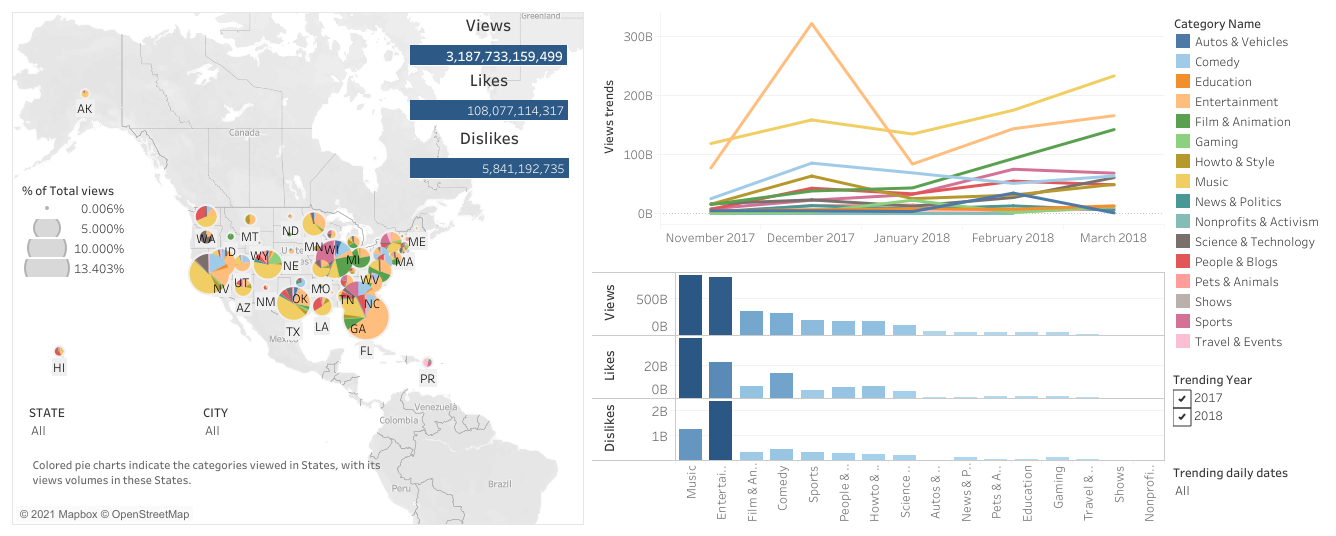 Greenland
Views
3,187,733,159,499
Likes
108,077,114,317
Dislikes
5,841,192,735
AK
Canada
% of Total views
0.006%
5.000%
10.000%
13.403%
WA
MT
ND
MN
WI
ME
ID
WY
NE
MI
MA
NV
UT
MO
WV
AZ
NM
OK
TN
NC
TX
LA
GA
FL
Mexico
HI
PR
STATE
All
CITY
All
Venezuela
Colombia
Peru
Brazil
Colored pie charts indicate the categories viewed in States, with its
views volumes in these States.
© 2021 Mapbox © OpenStreetMap
Views trends
300B
200B
100B
0B
November 2017
December 2017
January 2018
February 2018
March 2018
Views
500B
0B
Likes
20B
0B
Dislikes
2B
1B
Music
Entertai..
Film & An..
Comedy
Sports
People & ..
Howto & ..
Science ..
Autos & ..
News & P..
Pets & A..
Education
Gaming
Travel & ..
Shows
Nonprofi..
Category Name
Autos & Vehicles
Comedy
Education
Entertainment
Film & Animation
Gaming
Howto & Style
Music
News & Politics
Nonprofits & Activism
Science & Technology
People & Blogs
Pets & Animals
Shows
Sports
Travel & Events
Trending Year
2017
2018
Trending daily dates
All